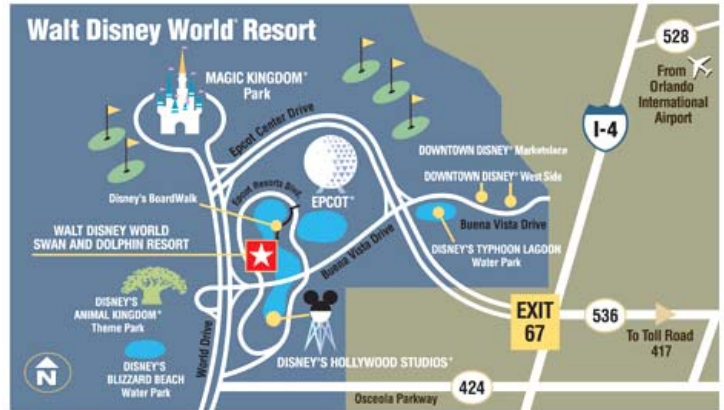 Walt Disney World® Resort
528
From
Orlando
International
Airport
MAGIC KINGDOM®
Park
Epcot Center Drive
I-4
DOWNTOWN DISNEY® Marketplace
DOWNTOWN DISNEY® West Side
Epcot Resorts Blvd.
EPCOT®
Disney's BoardWalk
Buena Vista Drive
WALT DISNEY WORLD
SWAN AND DOLPHIN RESORT
Buena Vista Drive
DISNEY'S TYPHOON LAGOON
Water Park
DISNEY'S
ANIMAL KINGDOM®
Theme Park
EXIT
67
536
To Toll Road
417
World Drive
N
DISNEY'S
BLIZZARD BEACH
Water Park
DISNEY'S HOLLYWOOD STUDIOS®
424
Osceola Parkway